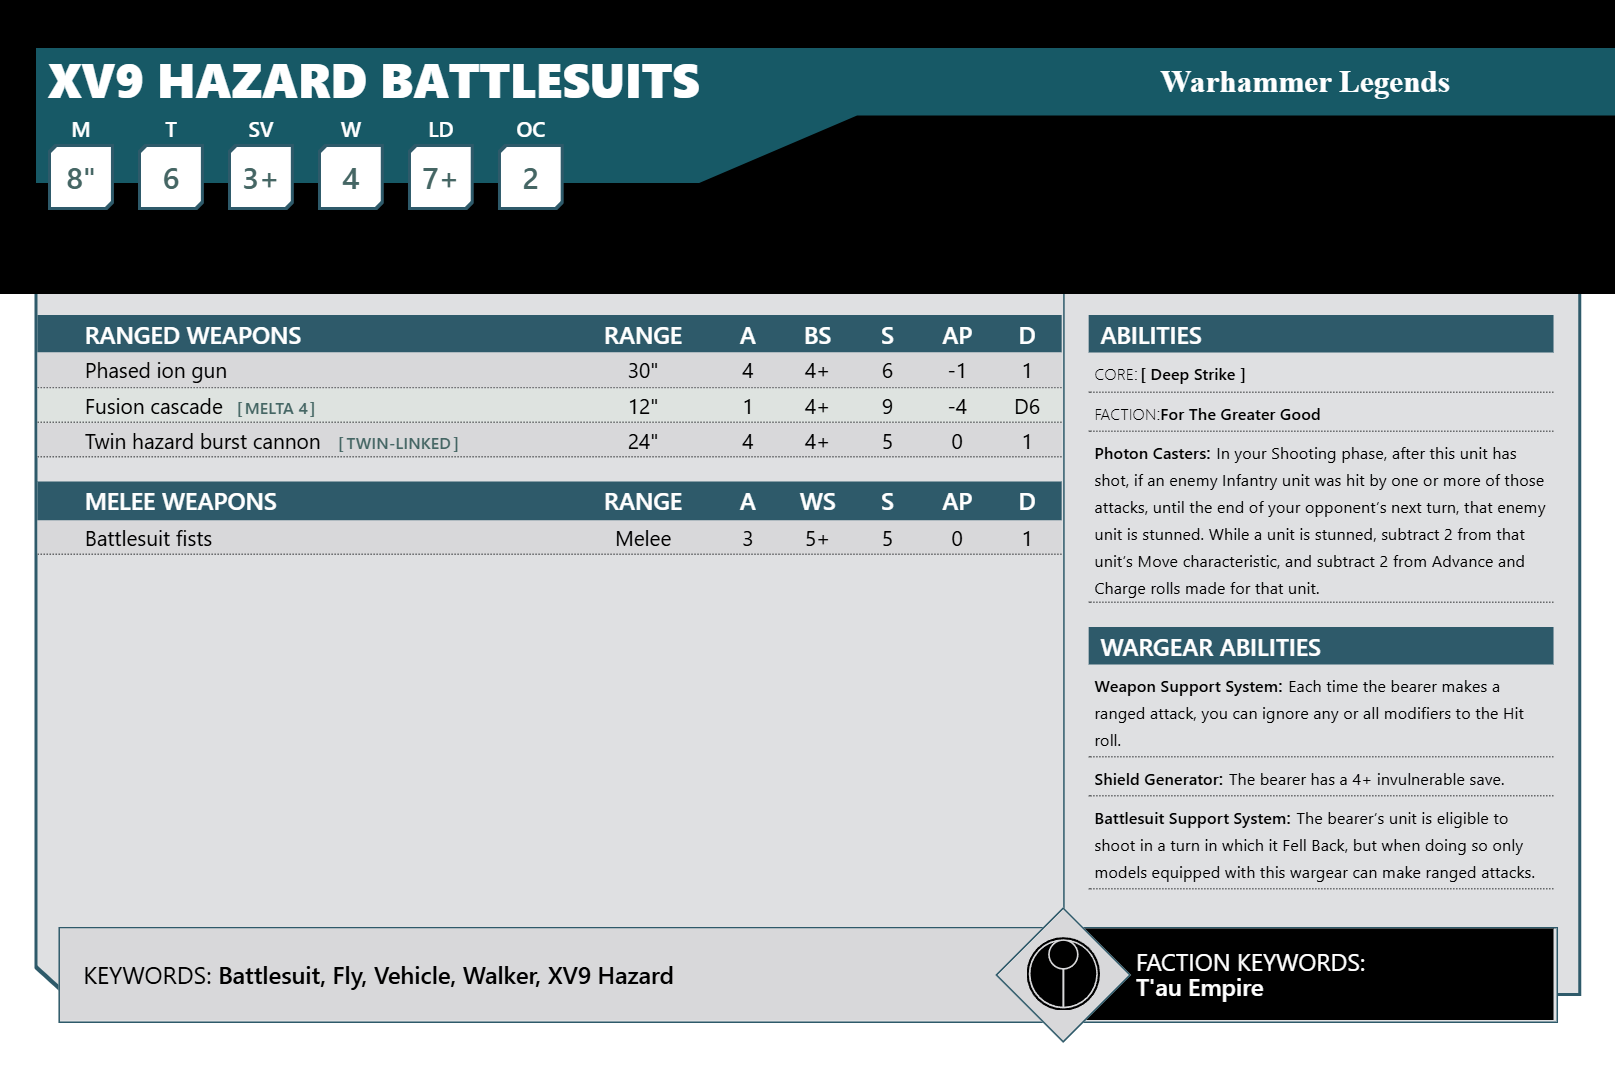 XV9 HAZARD BATTLESUITS
Warhammer Legends
M T SV W LD OC
8" 6 3+ 4 7+ 2
RANGED WEAPONS RANGE A BS S AP D
Phased ion gun 30" 4 4+ 6 -1 1
Fusion cascade [MELTA 4] 12" 1 4+ 9 -4 D6
Twin hazard burst cannon [TWIN-LINKED] 24" 4 4+ 5 0 1
MELEE WEAPONS RANGE A WS S AP D
Battlesuit fists Melee 3 5+ 5 0 1
ABILITIES
CORE: [ Deep Strike ]
FACTION:For The Greater Good
Photon Casters: In your Shooting phase, after this unit has
shot, if an enemy Infantry unit was hit by one or more of those
attacks, until the end of your opponent's next turn, that enemy
unit is stunned. While a unit is stunned, subtract 2 from that
unit's Move characteristic, and subtract 2 from Advance and
Charge rolls made for that unit.
WARGEAR ABILITIES
Weapon Support System: Each time the bearer makes a
ranged attack, you can ignore any or all modifiers to the Hit
roll.
Shield Generator: The bearer has a 4+ invulnerable save.
Battlesuit Support System: The bearer's unit is eligible to
shoot in a turn in which it Fell Back, but when doing so only
models equipped with this wargear can make ranged attacks.
KEYWORDS: Battlesuit, Fly, Vehicle, Walker, XV9 Hazard
FACTION KEYWORDS:
T'au Empire